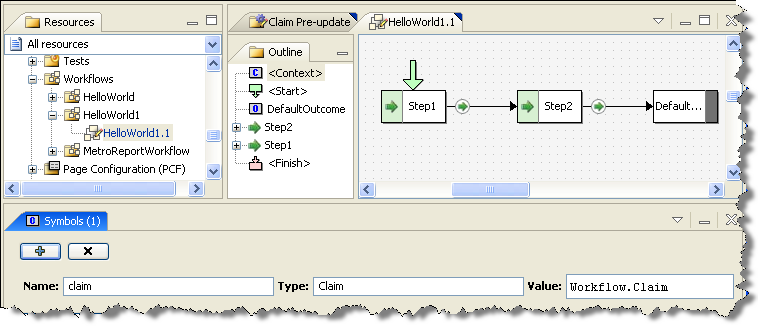 Resources
All resources
Tests
Workflows
HelloWorld
HelloWorld1
HelloWorld1.1
MetroReportWorkflow
Page Configuration (PCF)
Claim Pre-update
HelloWorld1.1
Outline
C <Context>
<Start>
O DefaultOutcome
Step2
Step1
<Finish>
Step1
Step2
Default...
C Symbols (1)
Name: claim Type: Claim Value: Workflow.Claim